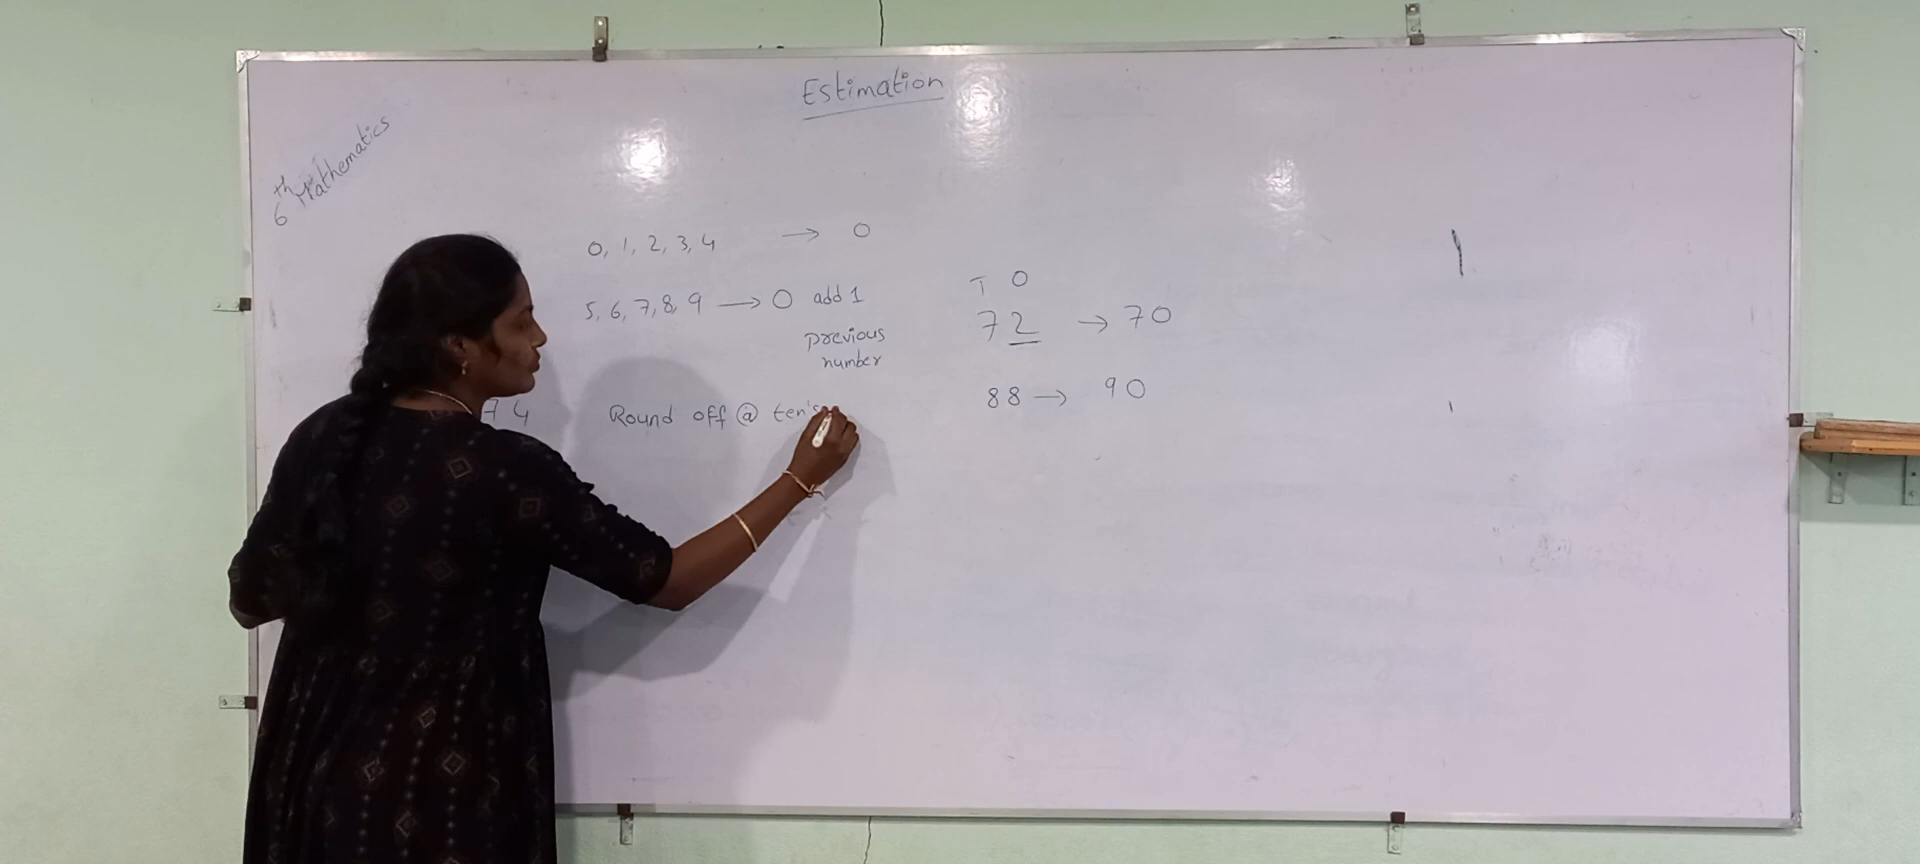 Estimation
6th Mathematics
0, 1, 2, 3, 4 → 0
5, 6, 7, 8, 9 → 0 add 1
previous
number
T O
72 → 70
88 → 90
74 Round off @ ten's